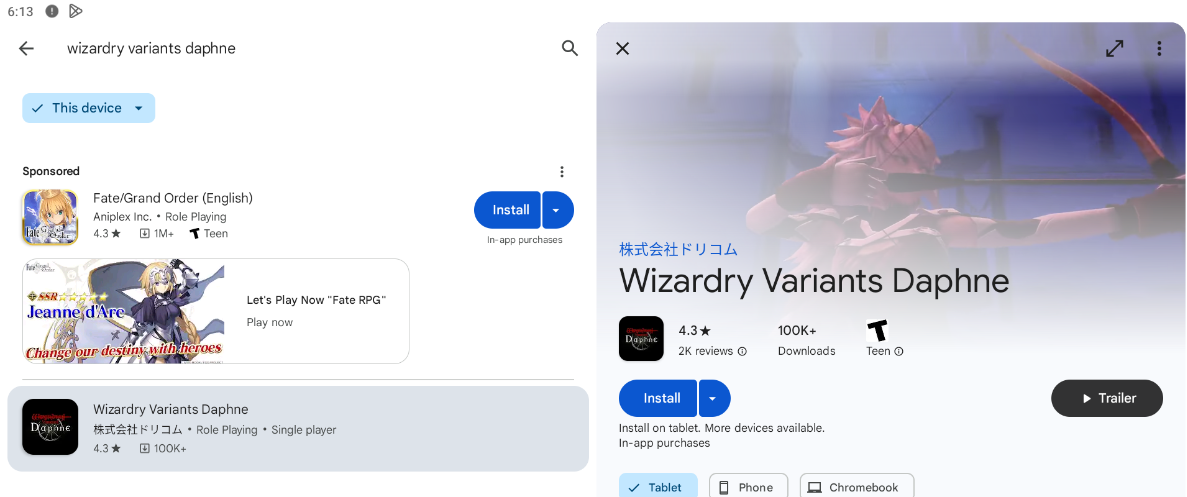 6:13
wizardry variants daphne
This device
Sponsored
Fate/Grand Order (English)
Aniplex Inc. • Role Playing
4.3★ 1M+ Teen
Install
In-app purchases
SSR☆☆☆☆☆
Jeanne d'Arc
Change our destiny with heroes
Let's Play Now "Fate RPG"
Play now
Daphne
Wizardry Variants Daphne
株式会社ドリコム • Role Playing • Single player
4.3★ 100K+
株式会社ドリコム
Wizardry Variants Daphne
Daphne
4.3★ 100K+ T
2K reviews Downloads Teen
Install
Trailer
Install on tablet. More devices available.
In-app purchases
Tablet Phone Chromebook